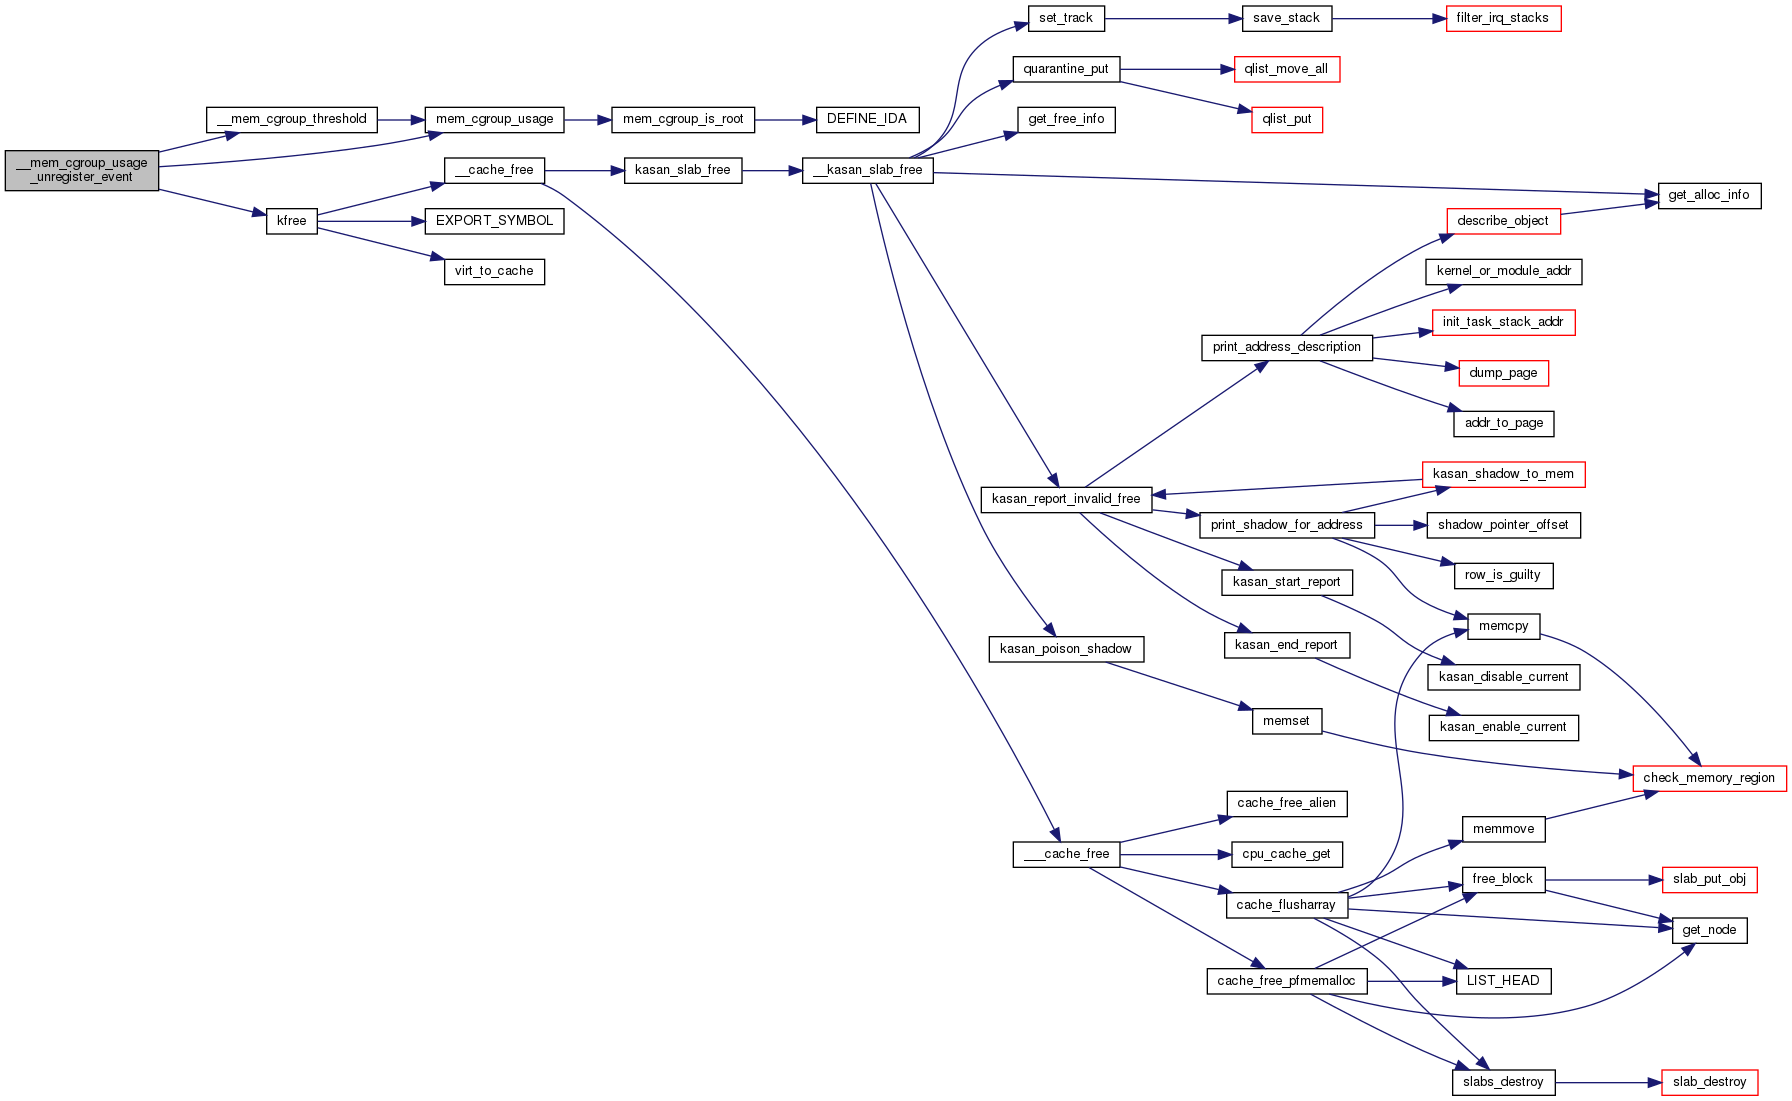 set_track
save_stack
filter_irq_stacks
quarantine_put
qlist_move_all
qlist_put
__mem_cgroup_threshold
mem_cgroup_usage
mem_cgroup_is_root
DEFINE_IDA
get_free_info
__mem_cgroup_usage
_unregister_event
__cache_free
kasan_slab_free
__kasan_slab_free
get_alloc_info
kfree
EXPORT_SYMBOL
describe_object
virt_to_cache
kernel_or_module_addr
init_task_stack_addr
print_address_description
dump_page
addr_to_page
kasan_shadow_to_mem
kasan_report_invalid_free
print_shadow_for_address
shadow_pointer_offset
kasan_start_report
row_is_guilty
memcpy
kasan_end_report
kasan_poison_shadow
kasan_disable_current
memset
kasan_enable_current
check_memory_region
cache_free_alien
memmove
___cache_free
cpu_cache_get
free_block
slab_put_obj
cache_flusharray
get_node
cache_free_pfmemalloc
LIST_HEAD
slabs_destroy
slab_destroy